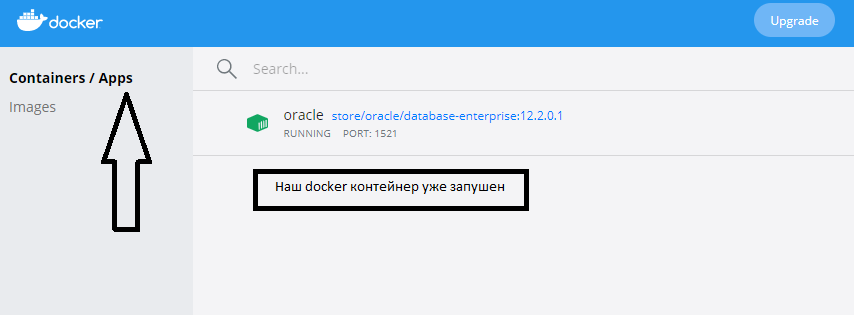 docker
Upgrade
Containers / Apps
Search...
Images
oracle store/oracle/database-enterprise:12.2.0.1
RUNNING PORT: 1521
Наш docker контейнер уже запушен